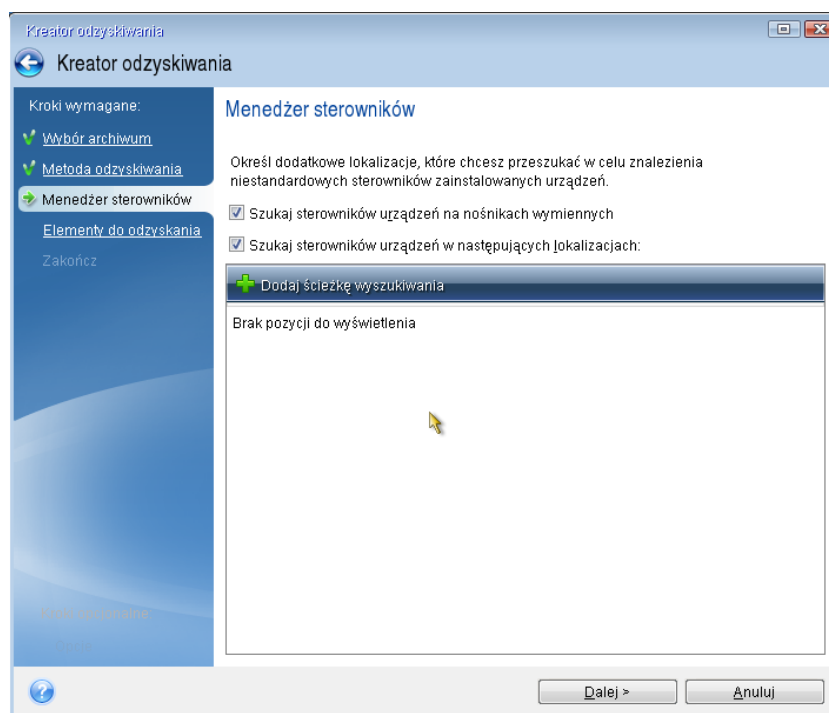 Kreator odzyskiwania
Kreator odzyskiwania
Kroki wymagane:
Wybór archiwum
Metoda odzyskiwania
Menedżer sterowników
Elementy do odzyskania
Zakończ
Menedżer sterowników
Określ dodatkowe lokalizacje, które chcesz przeszukać w celu znalezienia
niestandardowych sterowników zainstalowanych urządzeń.
Szukaj sterowników urządzeń na nośnikach wymiennych
Szukaj sterowników urządzeń w następujących lokalizacjach:
Dodaj ścieżkę wyszukiwania
Brak pozycji do wyświetlenia
Dalej >
Anuluj